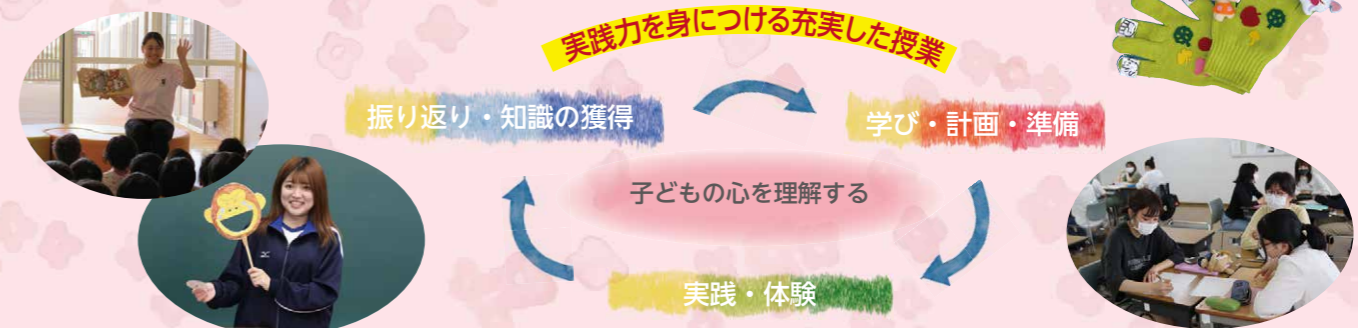 実践力を身につける充実した授業
振り返り・知識の獲得
学び・計画・準備
子どもの心を理解する
実践・体験